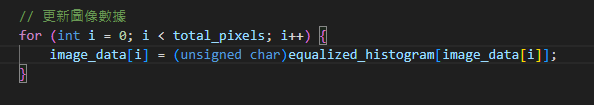 // 更新圖像數據
for (int i = 0; i < total_pixels; i++) {
    image_data[i] = (unsigned char)equalized_histogram[image_data[i]];
}